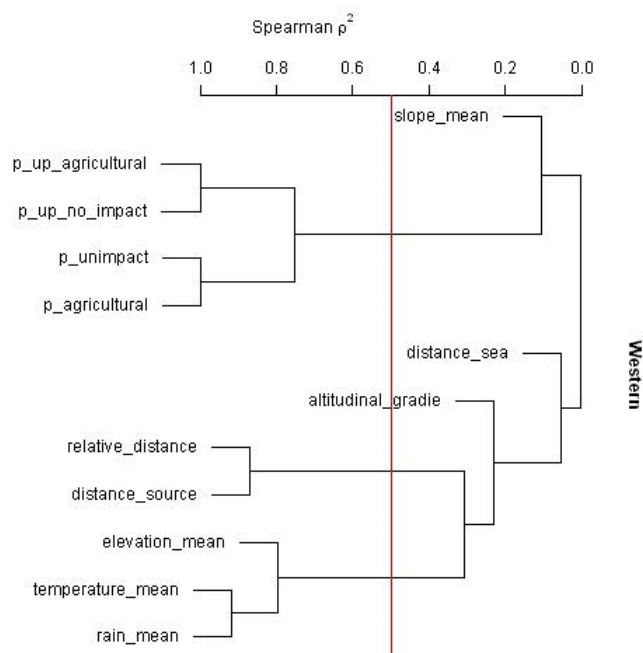 Spearman ρ²
1.0 0.8 0.6 0.4 0.2 0.0
slope_mean
p_up_agricultural
p_up_no_impact
p_unimpact
p_agricultural
distance_sea
altitudinal_gradie
relative_distance
distance_source
elevation_mean
temperature_mean
rain_mean
Western